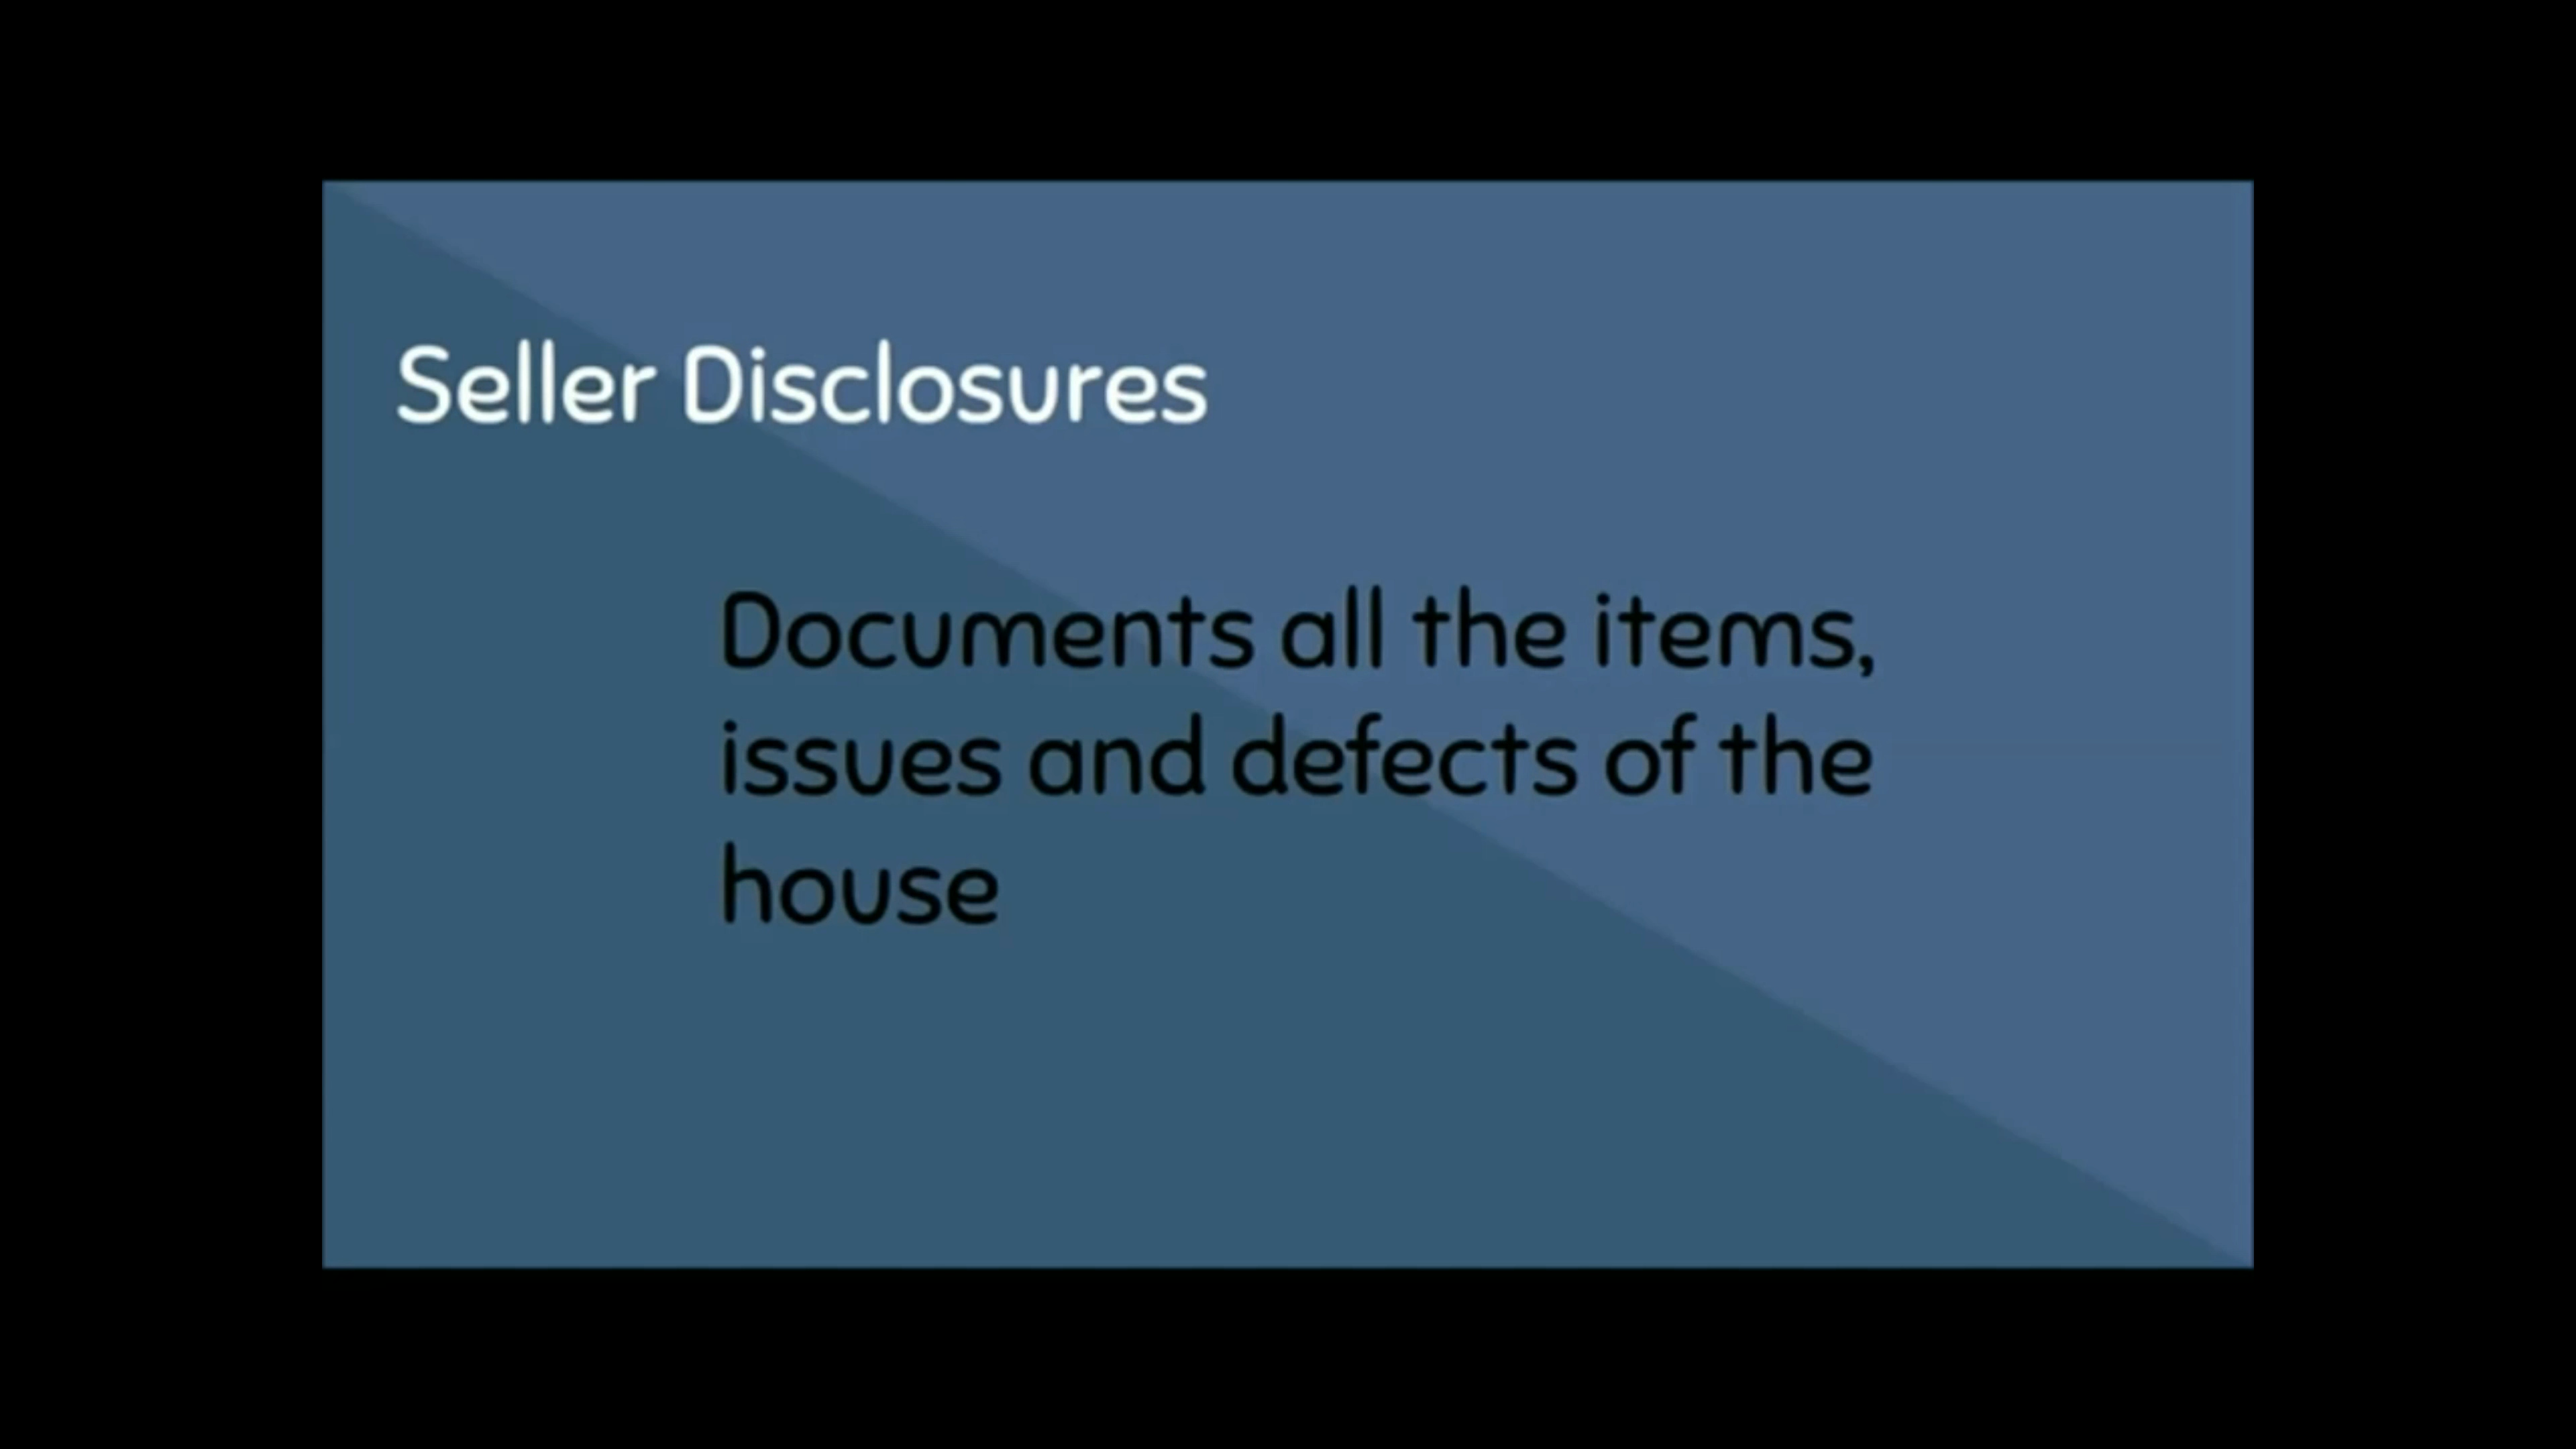 Seller Disclosures
Documents all the items,
issues and defects of the
house